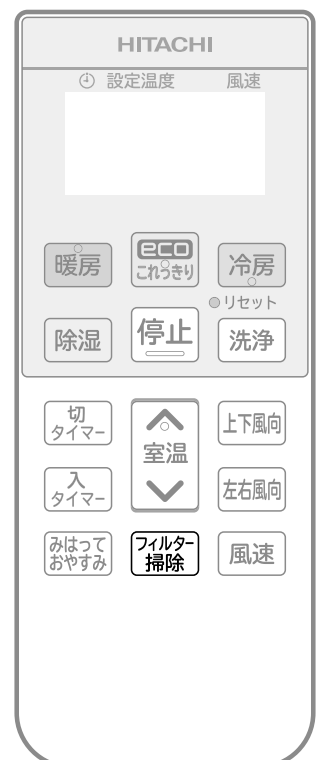 HITACHI
設定温度 風速
暖房
eco
これっきり
冷房
リセット
除湿
停止
洗浄
切
タイマー
室温
上下風向
入
タイマー
左右風向
みはって
おやすみ
フィルター
掃除
風速